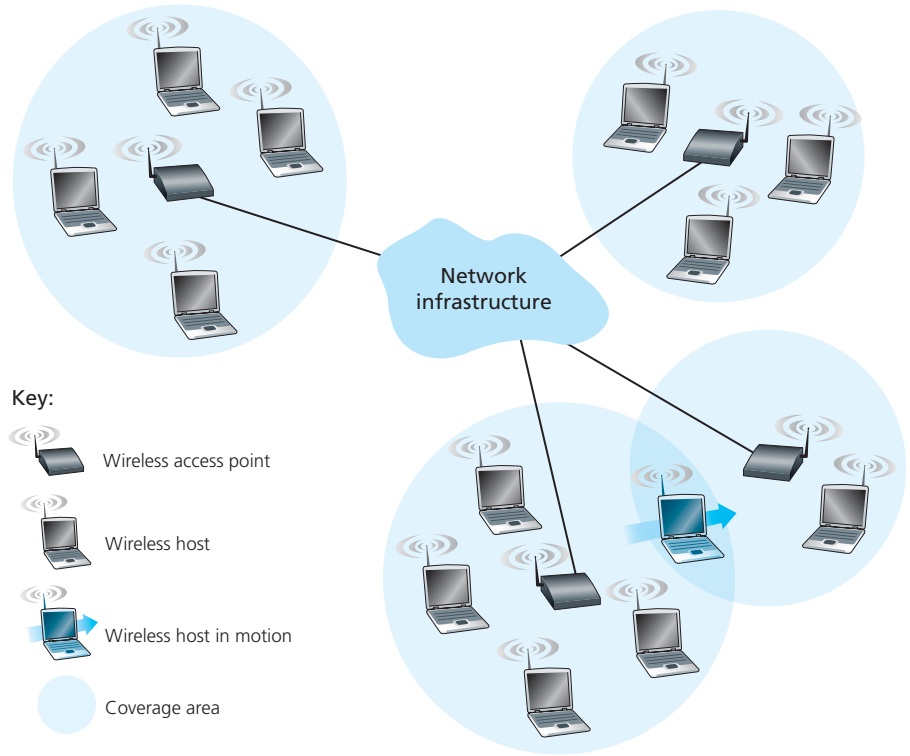 Network
infrastructure
Key:
Wireless access point
Wireless host
Wireless host in motion
Coverage area